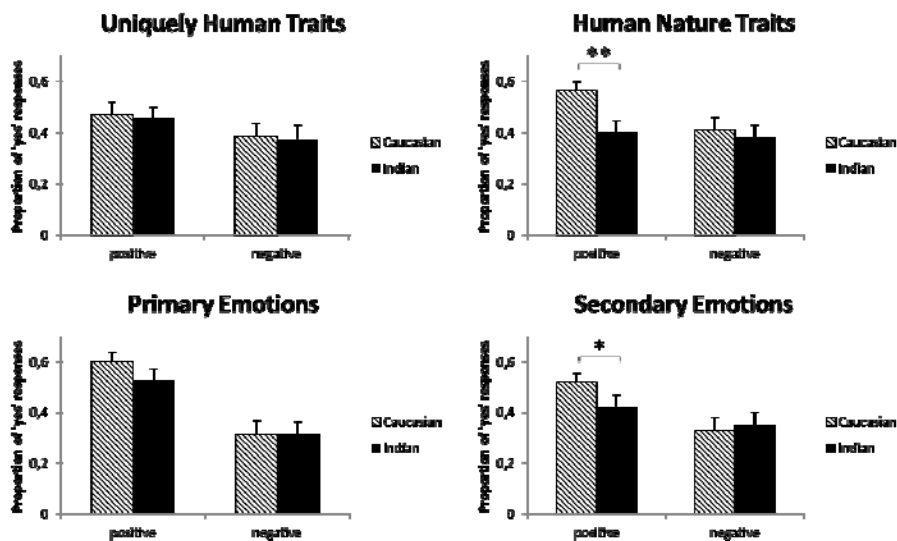 Uniquely Human Traits
Proportion of 'yes' responses
0,6
0,4
0,2
0
positive negative
Caucasian
Indian
Human Nature Traits
Proportion of 'yes' responses
0,6
0,4
0,2
0
**
positive negative
Caucasian
Indian
Primary Emotions
Proportion of 'yes' responses
0,6
0,4
0,2
0
positive negative
Caucasian
Indian
Secondary Emotions
Proportion of 'yes' responses
0,6
0,4
0,2
0
*
positive negative
Caucasian
Indian